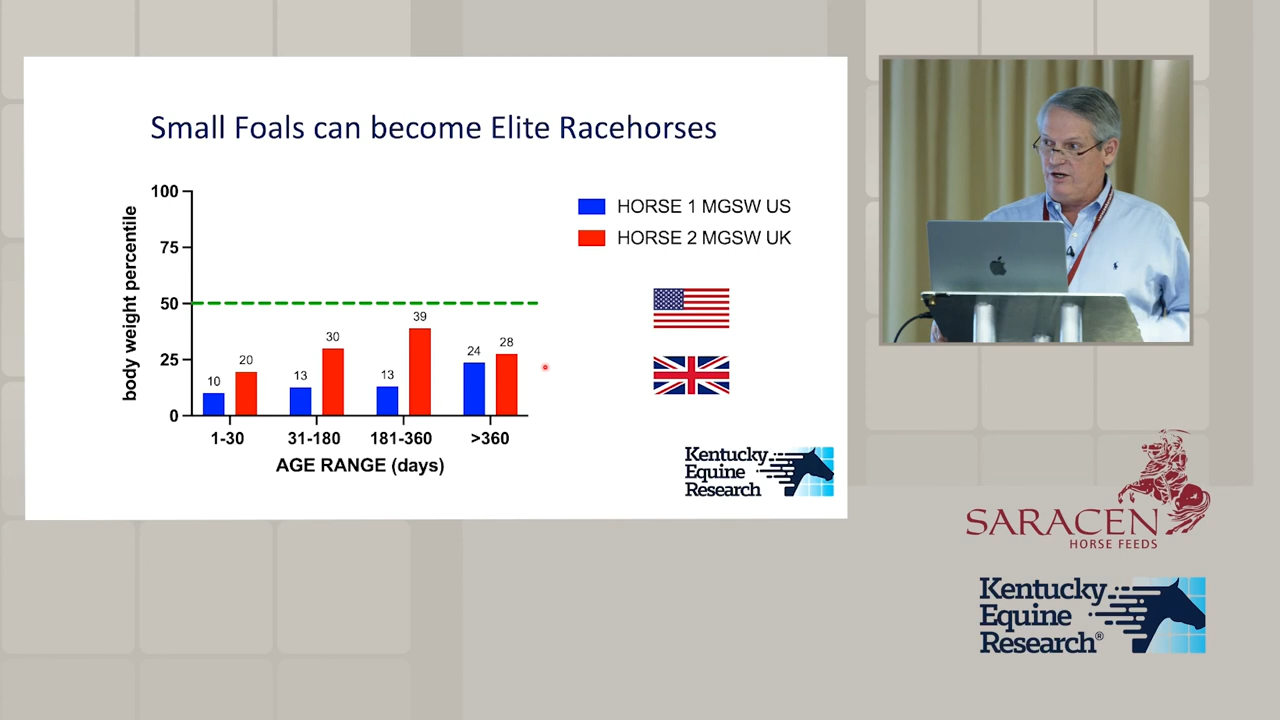 Small Foals can become Elite Racehorses
body weight percentile
100
75
50
25
0
10
20
13
30
13
39
24
28
1-30
31-180
181-360
>360
AGE RANGE (days)
HORSE 1 MGSW US
HORSE 2 MGSW UK
Kentucky
Equine
Research
SARACEN
HORSE FEEDS
Kentucky
Equine
Research®